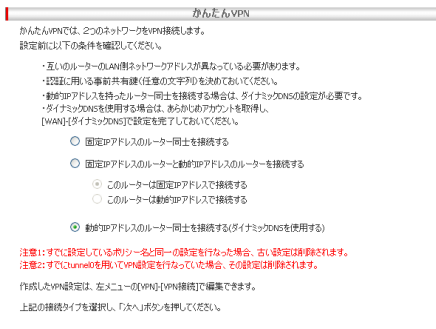 かんたんVPN
かんたんVPNでは、2つのネットワークをVPN接続します。
設定前に以下の条件を確認してください。
・互いのルーターのLAN側ネットワークアドレスが異なっている必要があります。
・認証に用いる事前共有鍵(任意の文字列)を決めておいてください。
・動的IPアドレスを持ったルーター同士を接続する場合は、ダイナミックDNSの設定が必要です。
・ダイナミックDNSを使用する場合は、あらかじめアカウントを取得し、
[WAN]-[ダイナミックDNS]で設定を完了しておいてください。
固定IPアドレスのルーター同士を接続する
固定IPアドレスのルーターと動的IPアドレスのルーターを接続する
このルーターは固定IPアドレスで接続する
このルーターは動的IPアドレスで接続する
動的IPアドレスのルーター同士を接続する(ダイナミックDNSを使用する)
注意1：すでに設定しているポリシー名と同一の設定を行なった場合、古い設定は削除されます。
注意2：すでにtunnel0を用いてVPN設定を行なっていた場合、その設定は削除されます。
作成したVPN設定は、左メニューの[VPN]-[VPN接続]で編集できます。
上記の接続タイプを選択し、「次へ」ボタンを押してください。